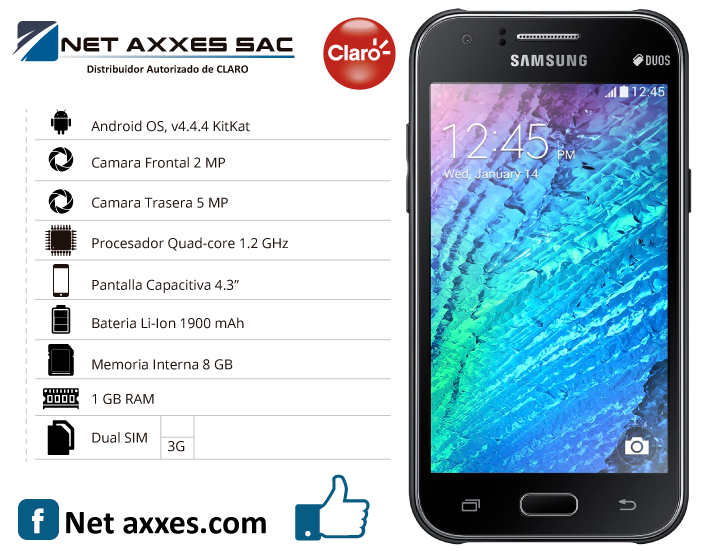 NET AXXES SAC
Distribuidor Autorizado de CLARO
Claro
Android OS, v4.4.4 KitKat
Camara Frontal 2 MP
Camara Trasera 5 MP
Procesador Quad-core 1.2 GHz
Pantalla Capacitiva 4.3”
Bateria Li-Ion 1900 mAh
Memoria Interna 8 GB
1 GB RAM
Dual SIM
3G
f Net axxes.com
SAMSUNG
DUOS
12:45
12:45 PM
Wed, January 14